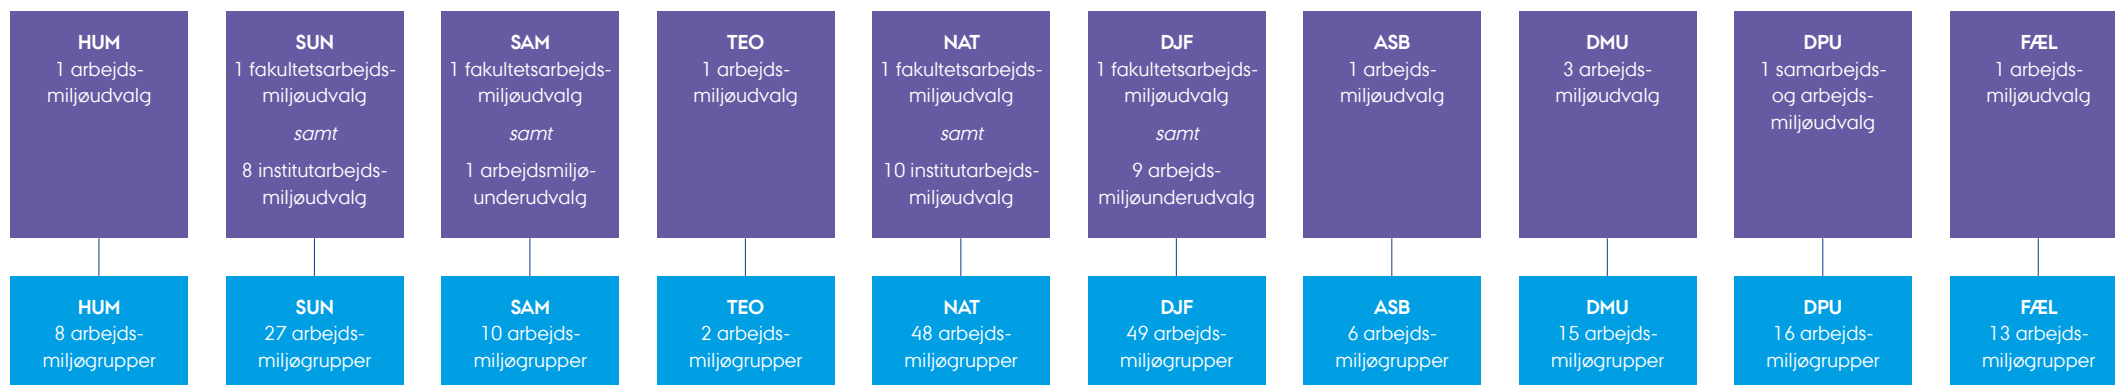 HUM
1 arbejds-
miljøudvalg
SUN
1 fakultetsarbejds-
miljøudvalg
samt
8 institutarbejds-
miljøudvalg
SAM
1 fakultetsarbejds-
miljøudvalg
samt
1 arbejdsmiljø-
underudvalg
TEO
1 arbejds-
miljøudvalg
NAT
1 fakultetsarbejds-
miljøudvalg
samt
10 institutarbejds-
miljøudvalg
DJF
1 fakultetsarbejds-
miljøudvalg
samt
9 arbejds-
miljøunderudvalg
ASB
1 arbejds-
miljøudvalg
DMU
3 arbejds-
miljøudvalg
DPU
1 samarbejds-
og arbejds-
miljøudvalg
FÆL
1 arbejds-
miljøudvalg
HUM
8 arbejds-
miljøgrupper
SUN
27 arbejds-
miljøgrupper
SAM
10 arbejds-
miljøgrupper
TEO
2 arbejds-
miljøgrupper
NAT
48 arbejds-
miljøgrupper
DJF
49 arbejds-
miljøgrupper
ASB
6 arbejds-
miljøgrupper
DMU
15 arbejds-
miljøgrupper
DPU
16 arbejds-
miljøgrupper
FÆL
13 arbejds-
miljøgrupper